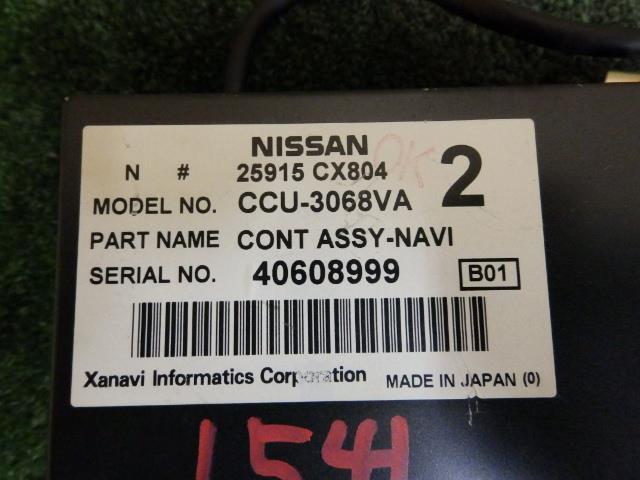 NISSAN
OK
2
N # 25915 CX804
MODEL NO. CCU-3068VA
PART NAME CONT ASSY-NAVI
SERIAL NO. 40608999 B01
Xanavi Informatics Corporation MADE IN JAPAN (0)
1541